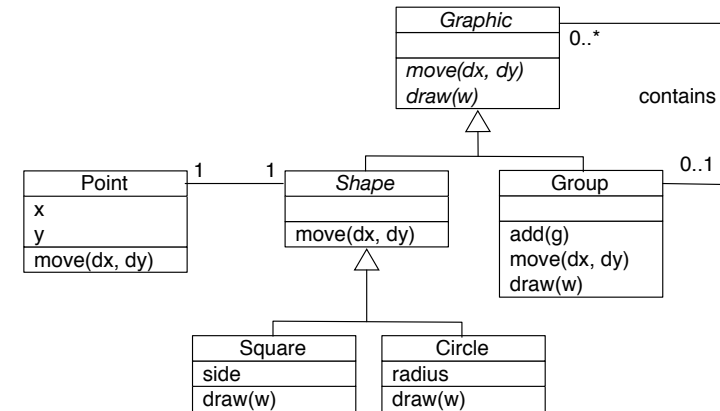 Graphic
0..*
move(dx, dy)
draw(w)
contains
0..1
Point
1
1
Shape
Group
x
y
move(dx, dy)
move(dx, dy)
add(g)
move(dx, dy)
draw(w)
Square
Circle
side
radius
draw(w)
draw(w)